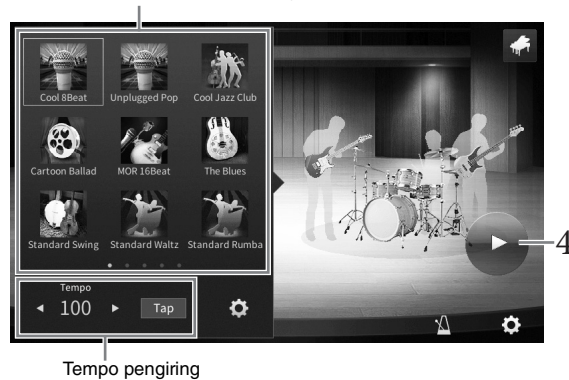 Cool 8Beat
Unplugged Pop
Cool Jazz Club
Cartoon Ballad
MOR 16Beat
The Blues
Standard Swing
Standard Waltz
Standard Rumba
Tempo
100
Tap
4
Tempo pengiring